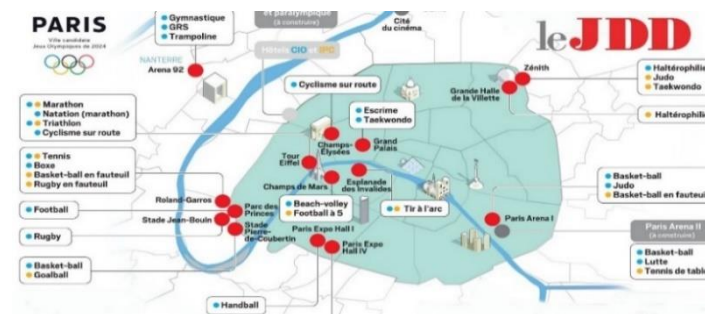 PARIS
Ville candidate
Jeux Olympiques de 2024
Gymnastique
GRS
Trampoline
NANTERRE
Arena 92
et paralympique
(à construire)
Hôtels CIO et IPC
Cité
du cinéma
le JDD
Zénith
Grande Halle
de la Villette
Haltérophilie
Judo
Taekwondo
Haltérophilie
Cyclisme sur route
Escrime
Taekwondo
Marathon
Natation (marathon)
Triathlon
Cyclisme sur route
Champs-
Élysées
Grand
Palais
Tour
Eiffel
Champs de Mars
Esplanade
des Invalides
Tennis
Boxe
Basket-ball en fauteuil
Rugby en fauteuil
Roland-Garros
Parc des
Princes
Stade Jean-Bouin
Stade
Pierre-
de-Coubertin
Football
Rugby
Basket-ball
Goalball
Beach-volley
Football à 5
Tir à l'arc
Paris Expo Hall I
Paris Expo
Hall IV
Handball
Basket-ball
Judo
Basket-ball en fauteuil
Paris Arena I
Paris Arena II
(à construire)
Basket-ball
Lutte
Tennis de table